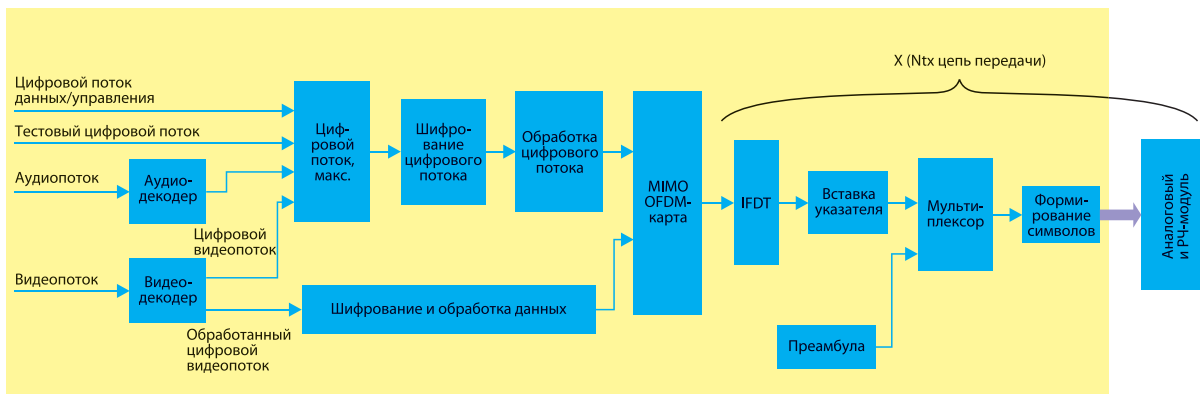 X (Ntx цепь передачи)
Цифровой поток
данных/управления
Тестовый цифровой поток
Аудиопоток
Аудио-
декодер
Цифровой
видеопоток
Видеопоток
Видео-
декодер
Обработанный
цифровой
видеопоток
Циф-
ровой
поток,
макс.
Шифро-
вание
цифрового
потока
Обработка
цифрового
потока
Шифрование и обработка данных
MIMO
OFDM-
карта
IFDT
Вставка
указателя
Мульти-
плексор
Преамбула
Форми-
рование
символов
Аналоговый
и РЧ-модуль